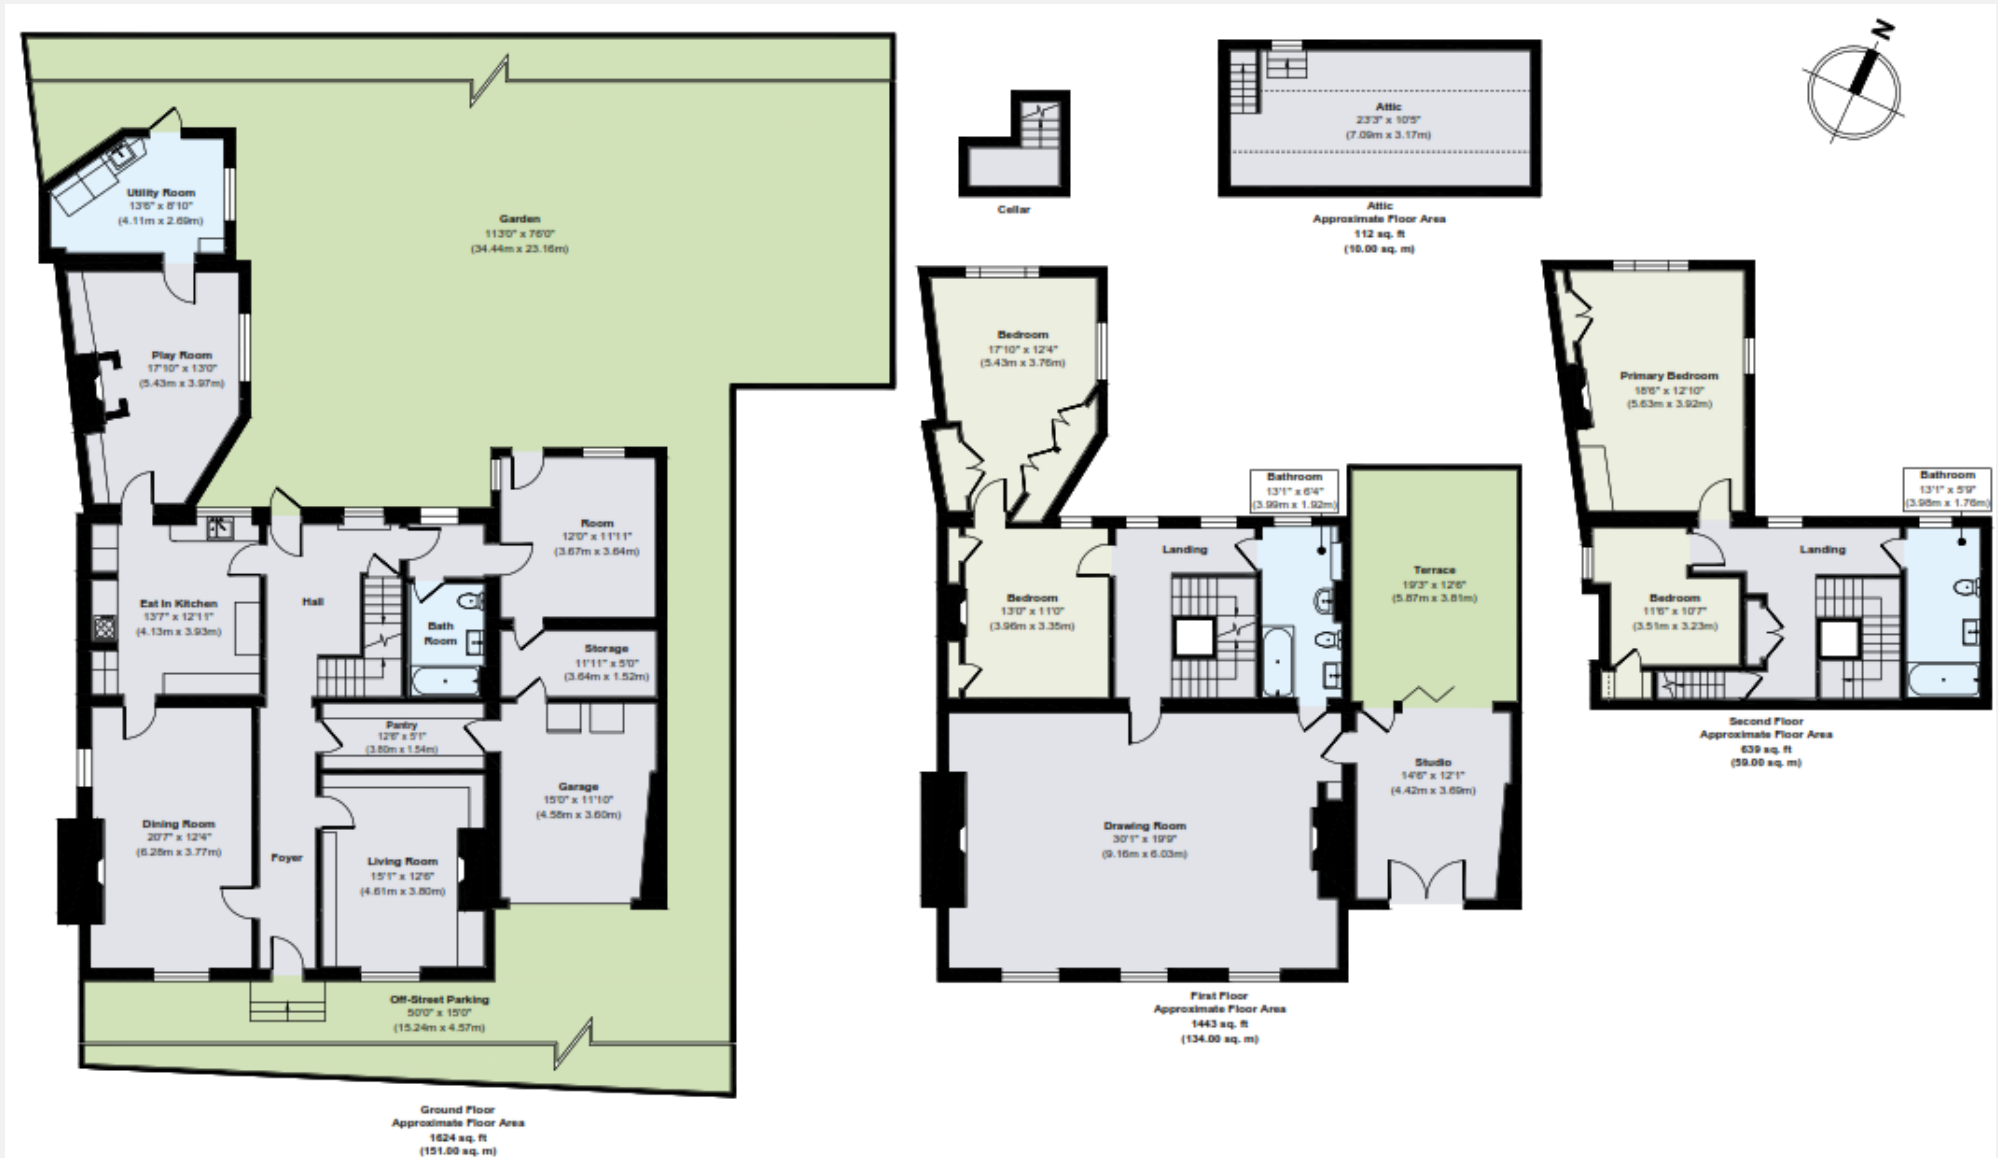 N
Utility Room
13'6" x 8'10"
(4.11m x 2.69m)
Garden
113'0" x 76'0"
(34.44m x 23.16m)
Play Room
17'10" x 13'0"
(5.43m x 3.97m)
Room
12'0" x 11'11"
(3.67m x 3.64m)
Eat In Kitchen
13'7" x 12'11"
(4.13m x 3.93m)
Hall
Bath
Room
Storage
11'11" x 5'0"
(3.64m x 1.52m)
Pantry
12'6" x 5'1"
(3.80m x 1.54m)
Garage
15'0" x 11'10"
(4.58m x 3.60m)
Dining Room
20'7" x 12'4"
(6.28m x 3.77m)
Foyer
Living Room
15'1" x 12'6"
(4.61m x 3.80m)
Off-Street Parking
50'0" x 15'0"
(15.24m x 4.57m)
Ground Floor
Approximate Floor Area
1624 sq. ft
(151.00 sq. m)
Cellar
Attic
23'3" x 10'5"
(7.09m x 3.17m)
Attic
Approximate Floor Area
112 sq. ft
(10.00 sq. m)
Bedroom
17'10" x 12'4"
(5.43m x 3.76m)
Bathroom
13'1" x 6'4"
(3.99m x 1.92m)
Landing
Bedroom
13'0" x 11'0"
(3.96m x 3.35m)
Terrace
19'3" x 12'6"
(5.87m x 3.81m)
Studio
14'6" x 12'1"
(4.42m x 3.69m)
Drawing Room
30'1" x 19'9"
(9.16m x 6.03m)
First Floor
Approximate Floor Area
1443 sq. ft
(134.00 sq. m)
Primary Bedroom
18'6" x 12'10"
(5.63m x 3.92m)
Bathroom
13'1" x 5'9"
(3.98m x 1.76m)
Landing
Bedroom
11'6" x 10'7"
(3.51m x 3.23m)
Second Floor
Approximate Floor Area
639 sq. ft
(59.00 sq. m)